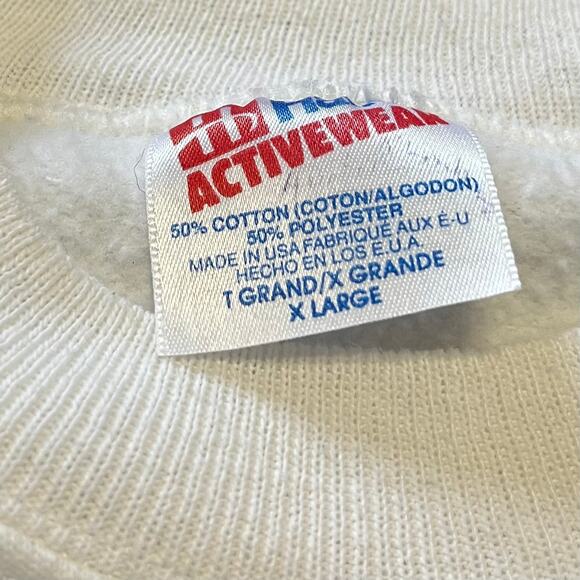 ACTIVEWEAR
50% COTTON (COTON/ALGODON)
50% POLYESTER
MADE IN USA FABRIQUE AUX É-U
HECHO EN LOS E.U.A.
T GRAND/X GRANDE
X LARGE